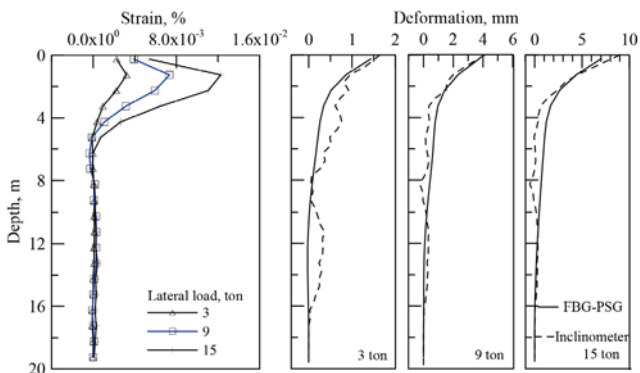 Strain, %
0.0x10⁰ 8.0x10⁻³ 1.6x10⁻²
Deformation, mm
0 1 2
0 2 4 6
0 5 10
0
4
8
12
16
20
Depth, m
Lateral load, ton
3
9
15
3 ton
9 ton
FBG-PSG
Inclinometer
15 ton